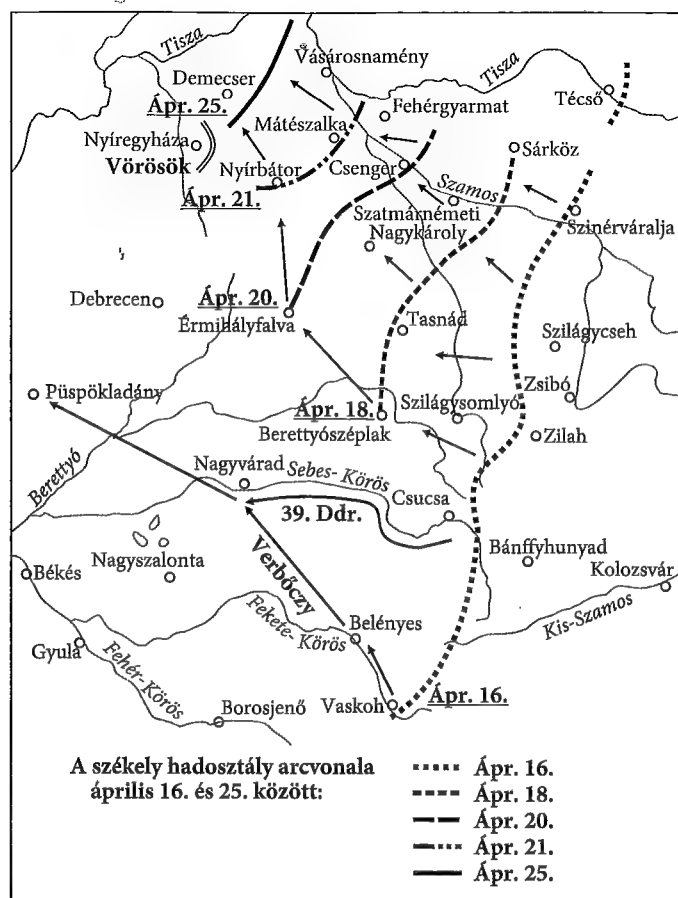 Tisza
Vásárosnamény
Tisza
Técső
Demecser
Ápr. 25.
Fehérgyarmat
Mátészalka
Nyíregyháza
Vörösök
Sárköz
Nyírbátor
Csenger
Ápr. 21.
Szamos
Szatmárnémeti
Szinérváralja
Nagykároly
Debrecen
Ápr. 20.
Érmihályfalva
Tasnád
Szilágycseh
Zsibó
Püspökladány
Ápr. 18.
Szilágysomlyó
Berettyószéplak
Zilah
Berettyó
Nagyvárad
Sebes-Körös
Csucsa
39. Ddr.
Bánffyhunyad
Nagyszalonta
Békés
Verbőczy
Kolozsvár
Belényes
Kis-Szamos
Fekete-Körös
Gyula
Fehér-Körös
Vaskoh
Ápr. 16.
Borosjenő
A székely hadosztály arcvonala
április 16. és 25. között:
Ápr. 16.
Ápr. 18.
Ápr. 20.
Ápr. 21.
Ápr. 25.